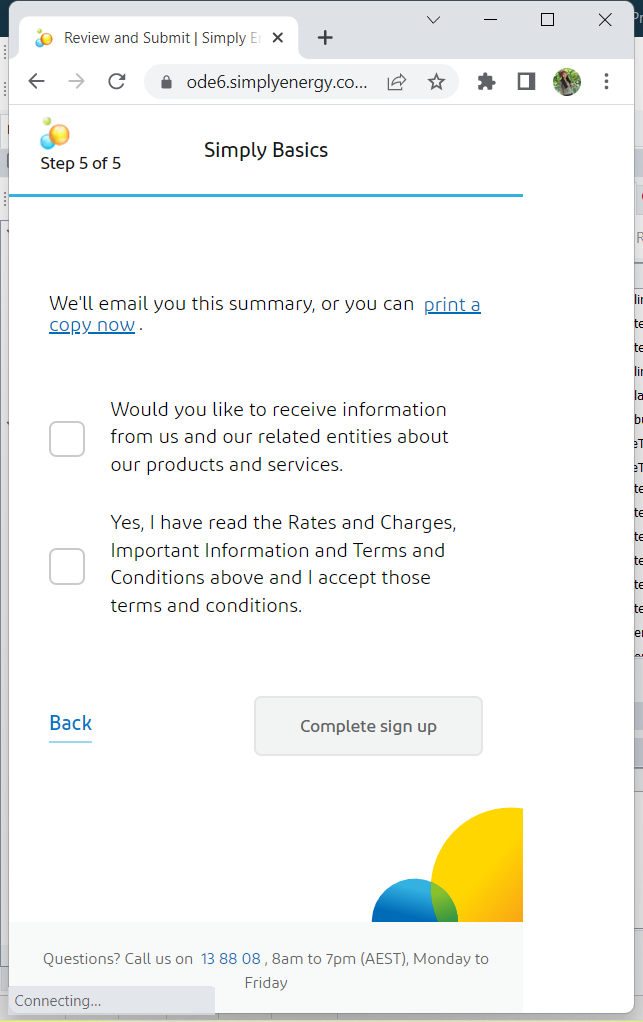 Review and Submit | Simply E
ode6.simplyenergy.co...
Step 5 of 5
Simply Basics
We'll email you this summary, or you can print a
copy now .
Would you like to receive information
from us and our related entities about
our products and services.
Yes, I have read the Rates and Charges,
Important Information and Terms and
Conditions above and I accept those
terms and conditions.
Back
Complete sign up
Questions? Call us on 13 88 08 , 8am to 7pm (AEST), Monday to
Friday
Connecting...